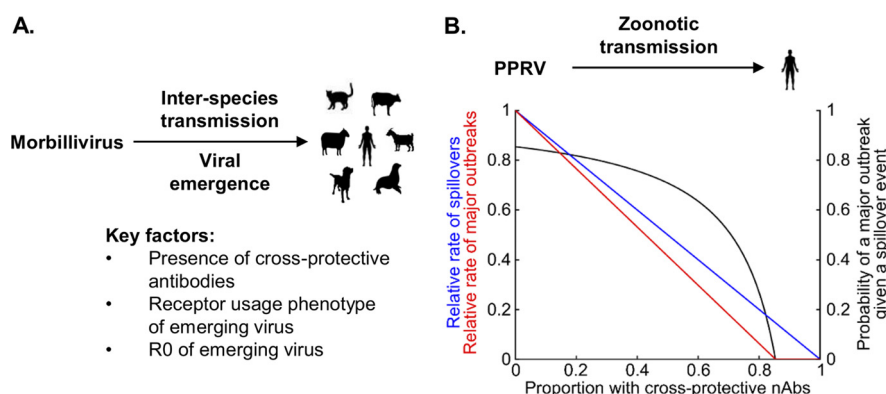 A.
Morbillivirus
Inter-species
transmission
Viral
emergence
Key factors:
• Presence of cross-protective
antibodies
• Receptor usage phenotype
of emerging virus
• R0 of emerging virus
B.
PPRV
Zoonotic
transmission
Relative rate of spillovers
Relative rate of major outbreaks
1
0.8
0.6
0.4
0.2
0
0 0.2 0.4 0.6 0.8 1
Proportion with cross-protective nAbs
1
0.8
0.6
0.4
0.2
0
Probability of a major outbreak
given a spillover event